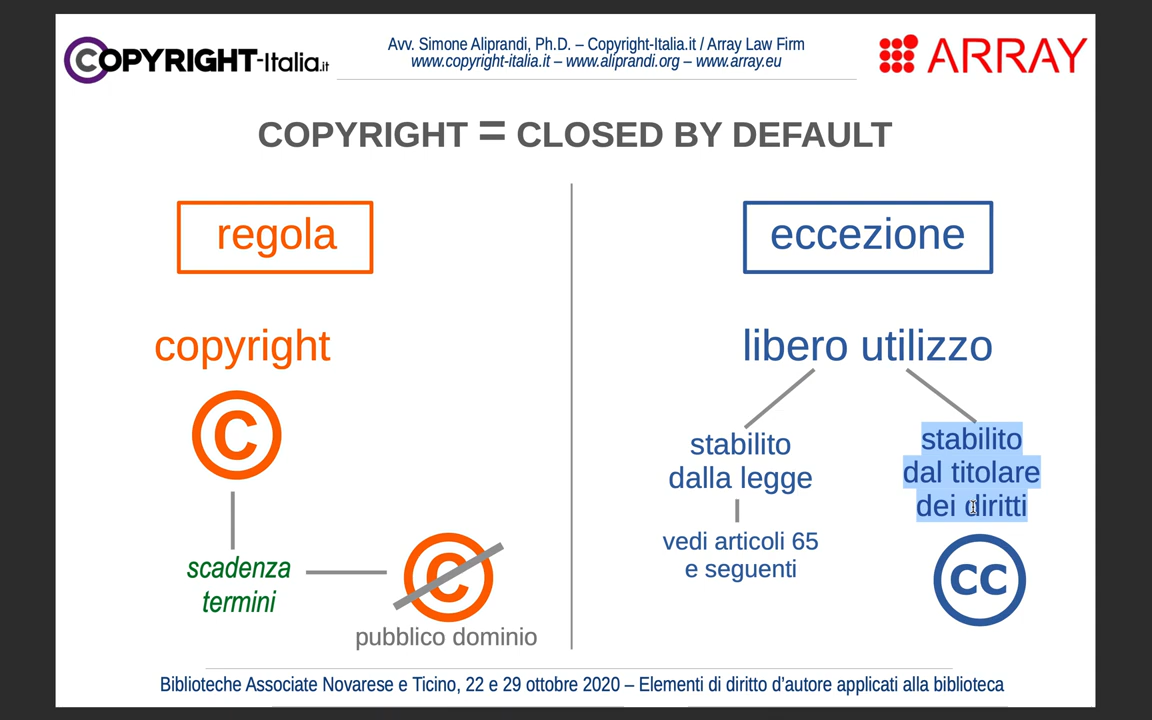 COPYRIGHT-Italia.it
Avv. Simone Aliprandi, Ph.D. – Copyright-Italia.it / Array Law Firm
www.copyright-italia.it – www.aliprandi.org – www.array.eu
ARRAY
COPYRIGHT = CLOSED BY DEFAULT
regola
copyright
C
scadenza
termini
C
pubblico dominio
eccezione
libero utilizzo
stabilito
dalla legge
vedi articoli 65
e seguenti
stabilito
dal titolare
dei diritti
CC
Biblioteche Associate Novarese e Ticino, 22 e 29 ottobre 2020 – Elementi di diritto d'autore applicati alla biblioteca